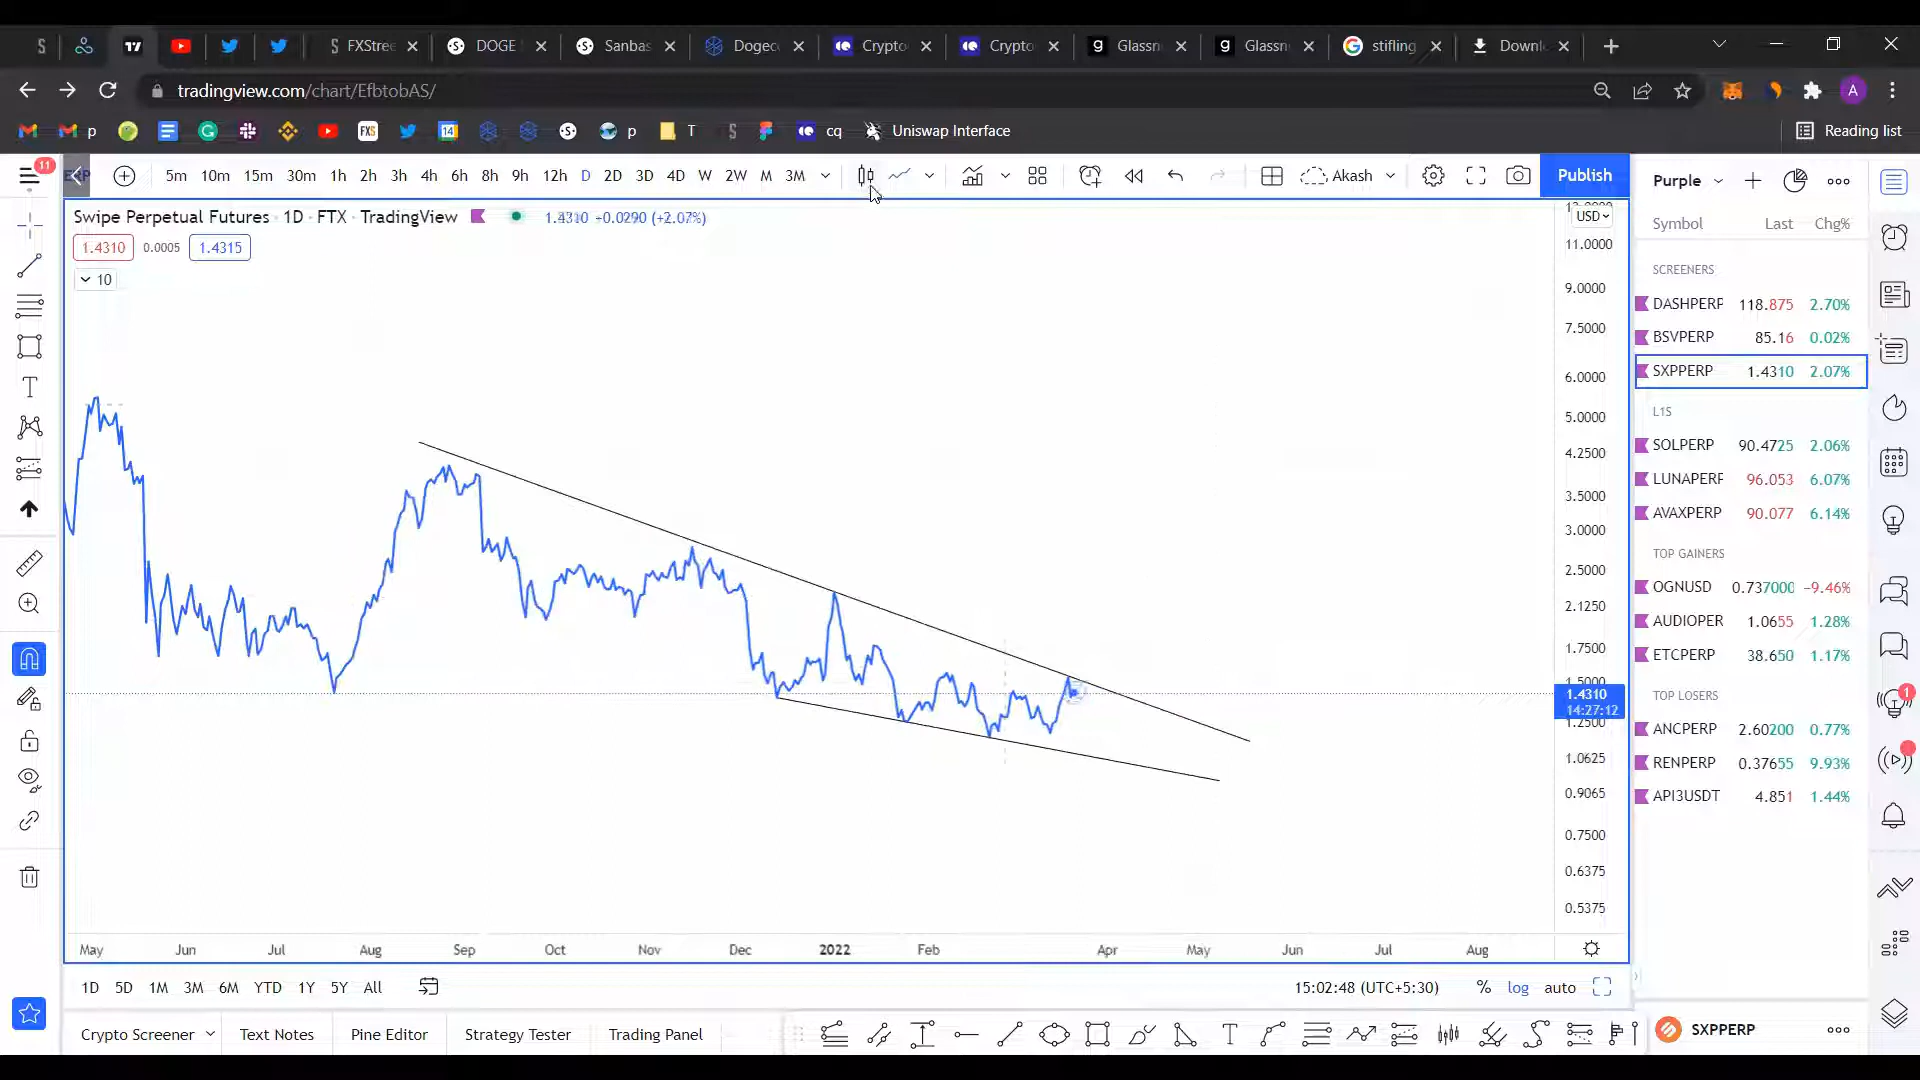 S FXStree DOGE Sanbas Dogec Crypto Crypto Glassn Glassn stifling Downl
tradingview.com/chart/EfbtobAS/
A
p T p cq Uniswap Interface Reading list
11
5m 10m 15m 30m 1h 2h 3h 4h 6h 8h 9h 12h D 2D 3D 4D W 2W M 3M Akash Publish
Purple
Swipe Perpetual Futures · 1D · FTX · TradingView 1.4310 +0.0290 (+2.07%)
USD
Symbol Last Chg%
1.4310 0.0005 1.4315
10
11.0000
9.0000
7.5000
6.0000
5.0000
4.2500
3.5000
3.0000
2.5000
2.1250
1.7500
1.5000
1.4310
14:27:12
1.2500
1.0625
0.9065
0.7500
0.6375
0.5375
SCREENERS
DASHPERP 118.875 2.70%
BSVPERP 85.16 0.02%
SXPPERP 1.4310 2.07%
L1S
SOLPERP 90.4725 2.06%
LUNAPERF 96.053 6.07%
AVAXPERP 90.077 6.14%
TOP GAINERS
OGNUSD 0.737000 −9.46%
AUDIOPER 1.0655 1.28%
ETCPERP 38.650 1.17%
TOP LOSERS
ANCPERP 2.60200 0.77%
RENPERP 0.37655 9.93%
API3USDT 4.851 1.44%
1
May Jun Jul Aug Sep Oct Nov Dec 2022 Feb Apr May Jun Jul Aug
1D 5D 1M 3M 6M YTD 1Y 5Y All 15:02:48 (UTC+5:30) % log auto
Crypto Screener Text Notes Pine Editor Strategy Tester Trading Panel
SXPPERP